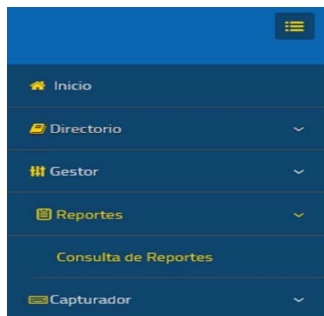 Inicio
Directorio
Gestor
Reportes
Consulta de Reportes
Capturador